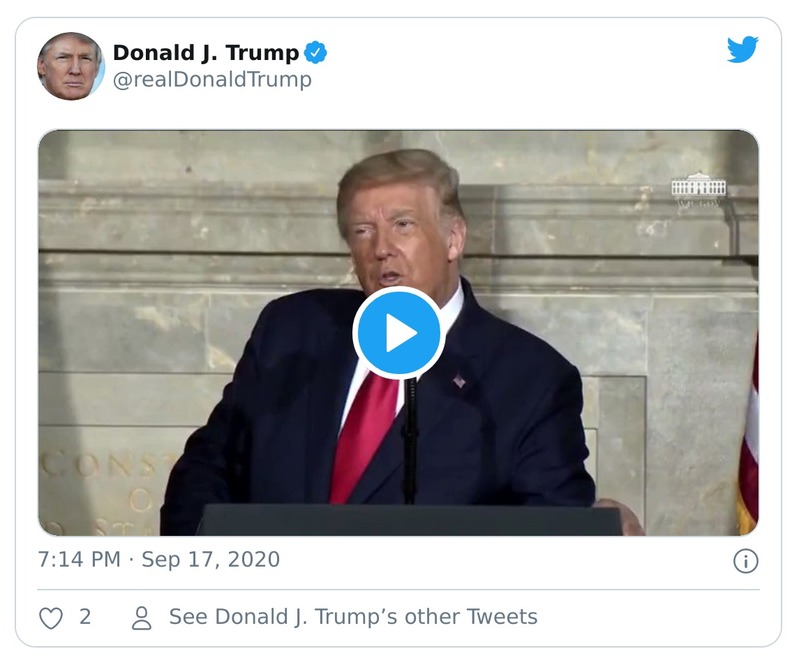 Donald J. Trump
@realDonaldTrump
CONST
O
O STA
7:14 PM · Sep 17, 2020
2
See Donald J. Trump’s other Tweets